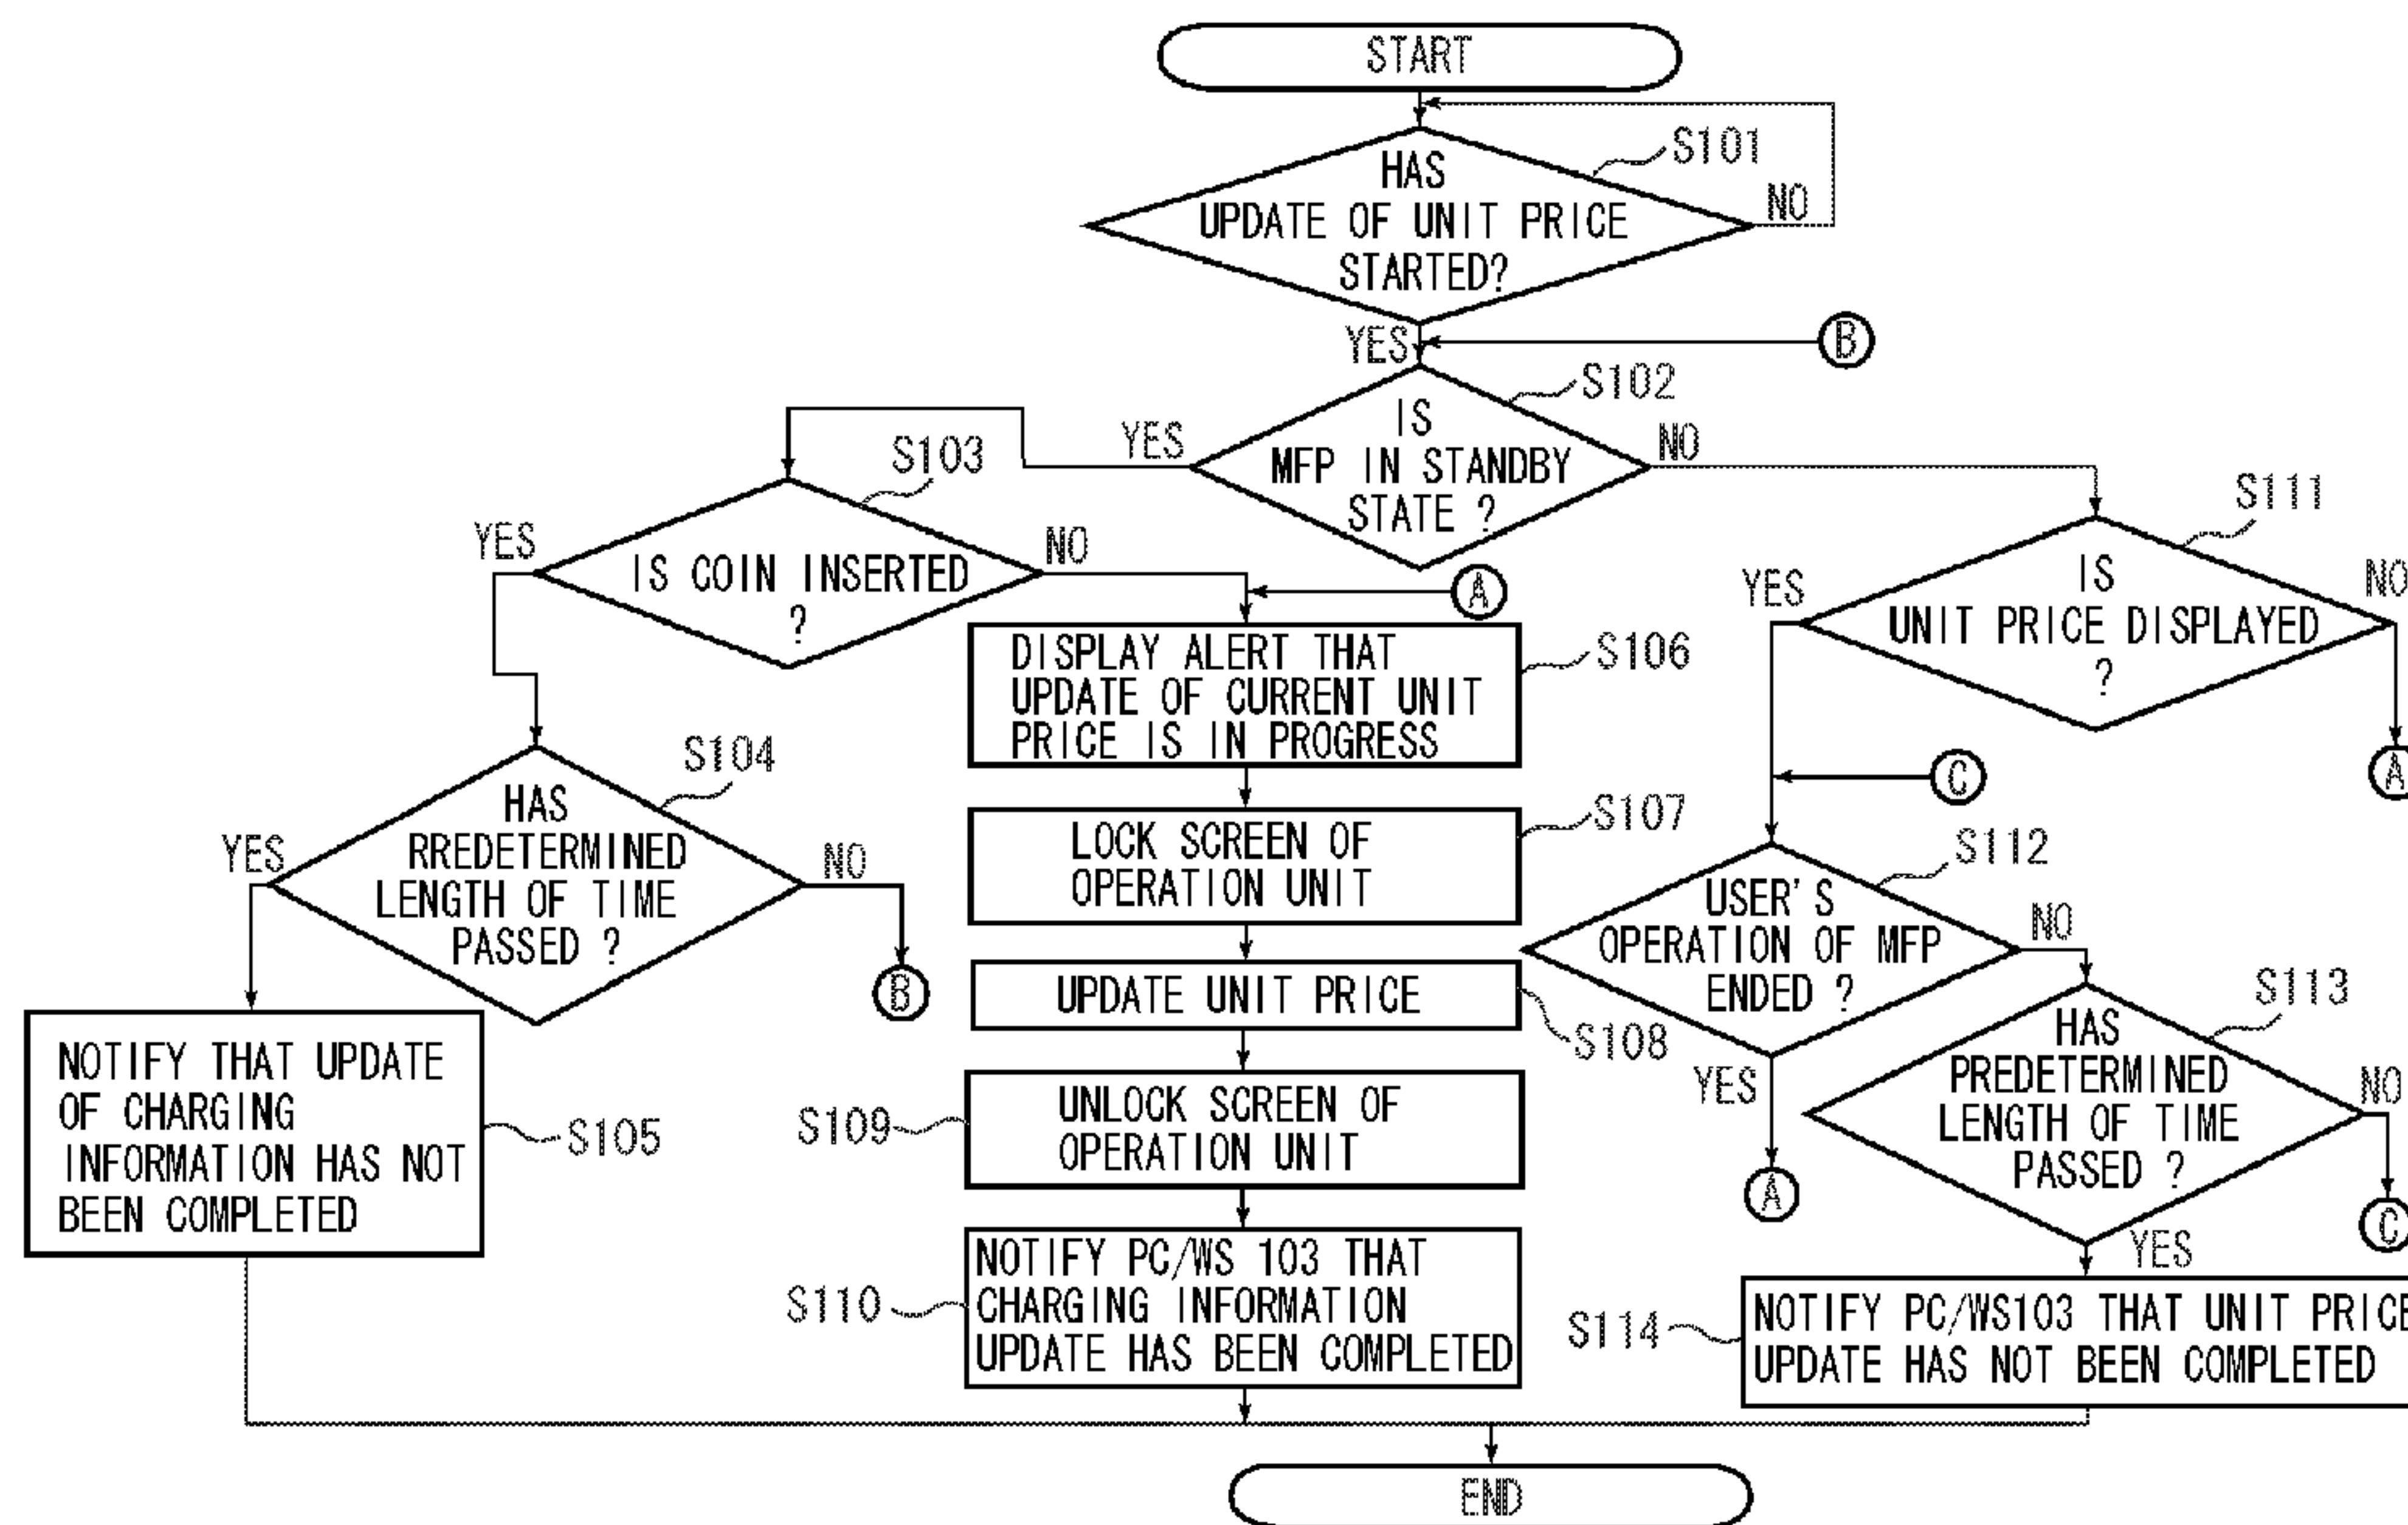 START
S101
HAS
UPDATE OF UNIT PRICE
STARTED?
NO
YES
B
S102
IS
MFP IN STANDBY
STATE ?
YES
NO
S103
IS COIN INSERTED
?
YES
NO
A
S111
IS
UNIT PRICE DISPLAYED
?
YES
NO
A
S106
DISPLAY ALERT THAT
UPDATE OF CURRENT UNIT
PRICE IS IN PROGRESS
S104
HAS
RREDETERMINED
LENGTH OF TIME
PASSED ?
YES
NO
B
C
S107
LOCK SCREEN OF
OPERATION UNIT
S112
USER'S
OPERATION OF MFP
ENDED ?
NO
YES
A
UPDATE UNIT PRICE
S108
S113
HAS
PREDETERMINED
LENGTH OF TIME
PASSED ?
NO
C
YES
NOTIFY THAT UPDATE
OF CHARGING
INFORMATION HAS NOT
BEEN COMPLETED
S105
S109
UNLOCK SCREEN OF
OPERATION UNIT
S110
NOTIFY PC/WS 103 THAT
CHARGING INFORMATION
UPDATE HAS BEEN COMPLETED
S114
NOTIFY PC/WS103 THAT UNIT PRICE
UPDATE HAS NOT BEEN COMPLETED
END